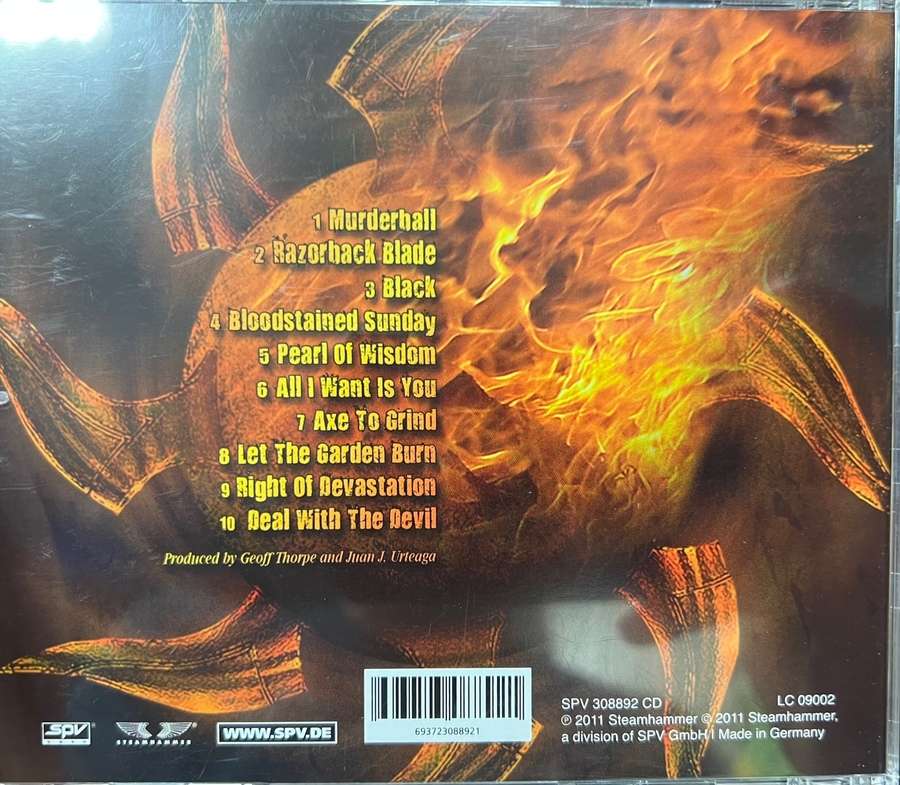 1 Murderball
2 Razorback Blade
3 Black
4 Bloodstained Sunday
5 Pearl Of Wisdom
6 All I Want Is You
7 Axe To Grind
8 Let The Garden Burn
9 Right Of Devastation
10 Deal With The Devil
Produced by Geoff Thorpe and Juan J. Urteaga
SPV
STEAMHAMMER
WWW.SPV.DE
693723088921
SPV 308892 CD
LC 09002
℗ 2011 Steamhammer © 2011 Steamhammer,
a division of SPV GmbH I Made in Germany